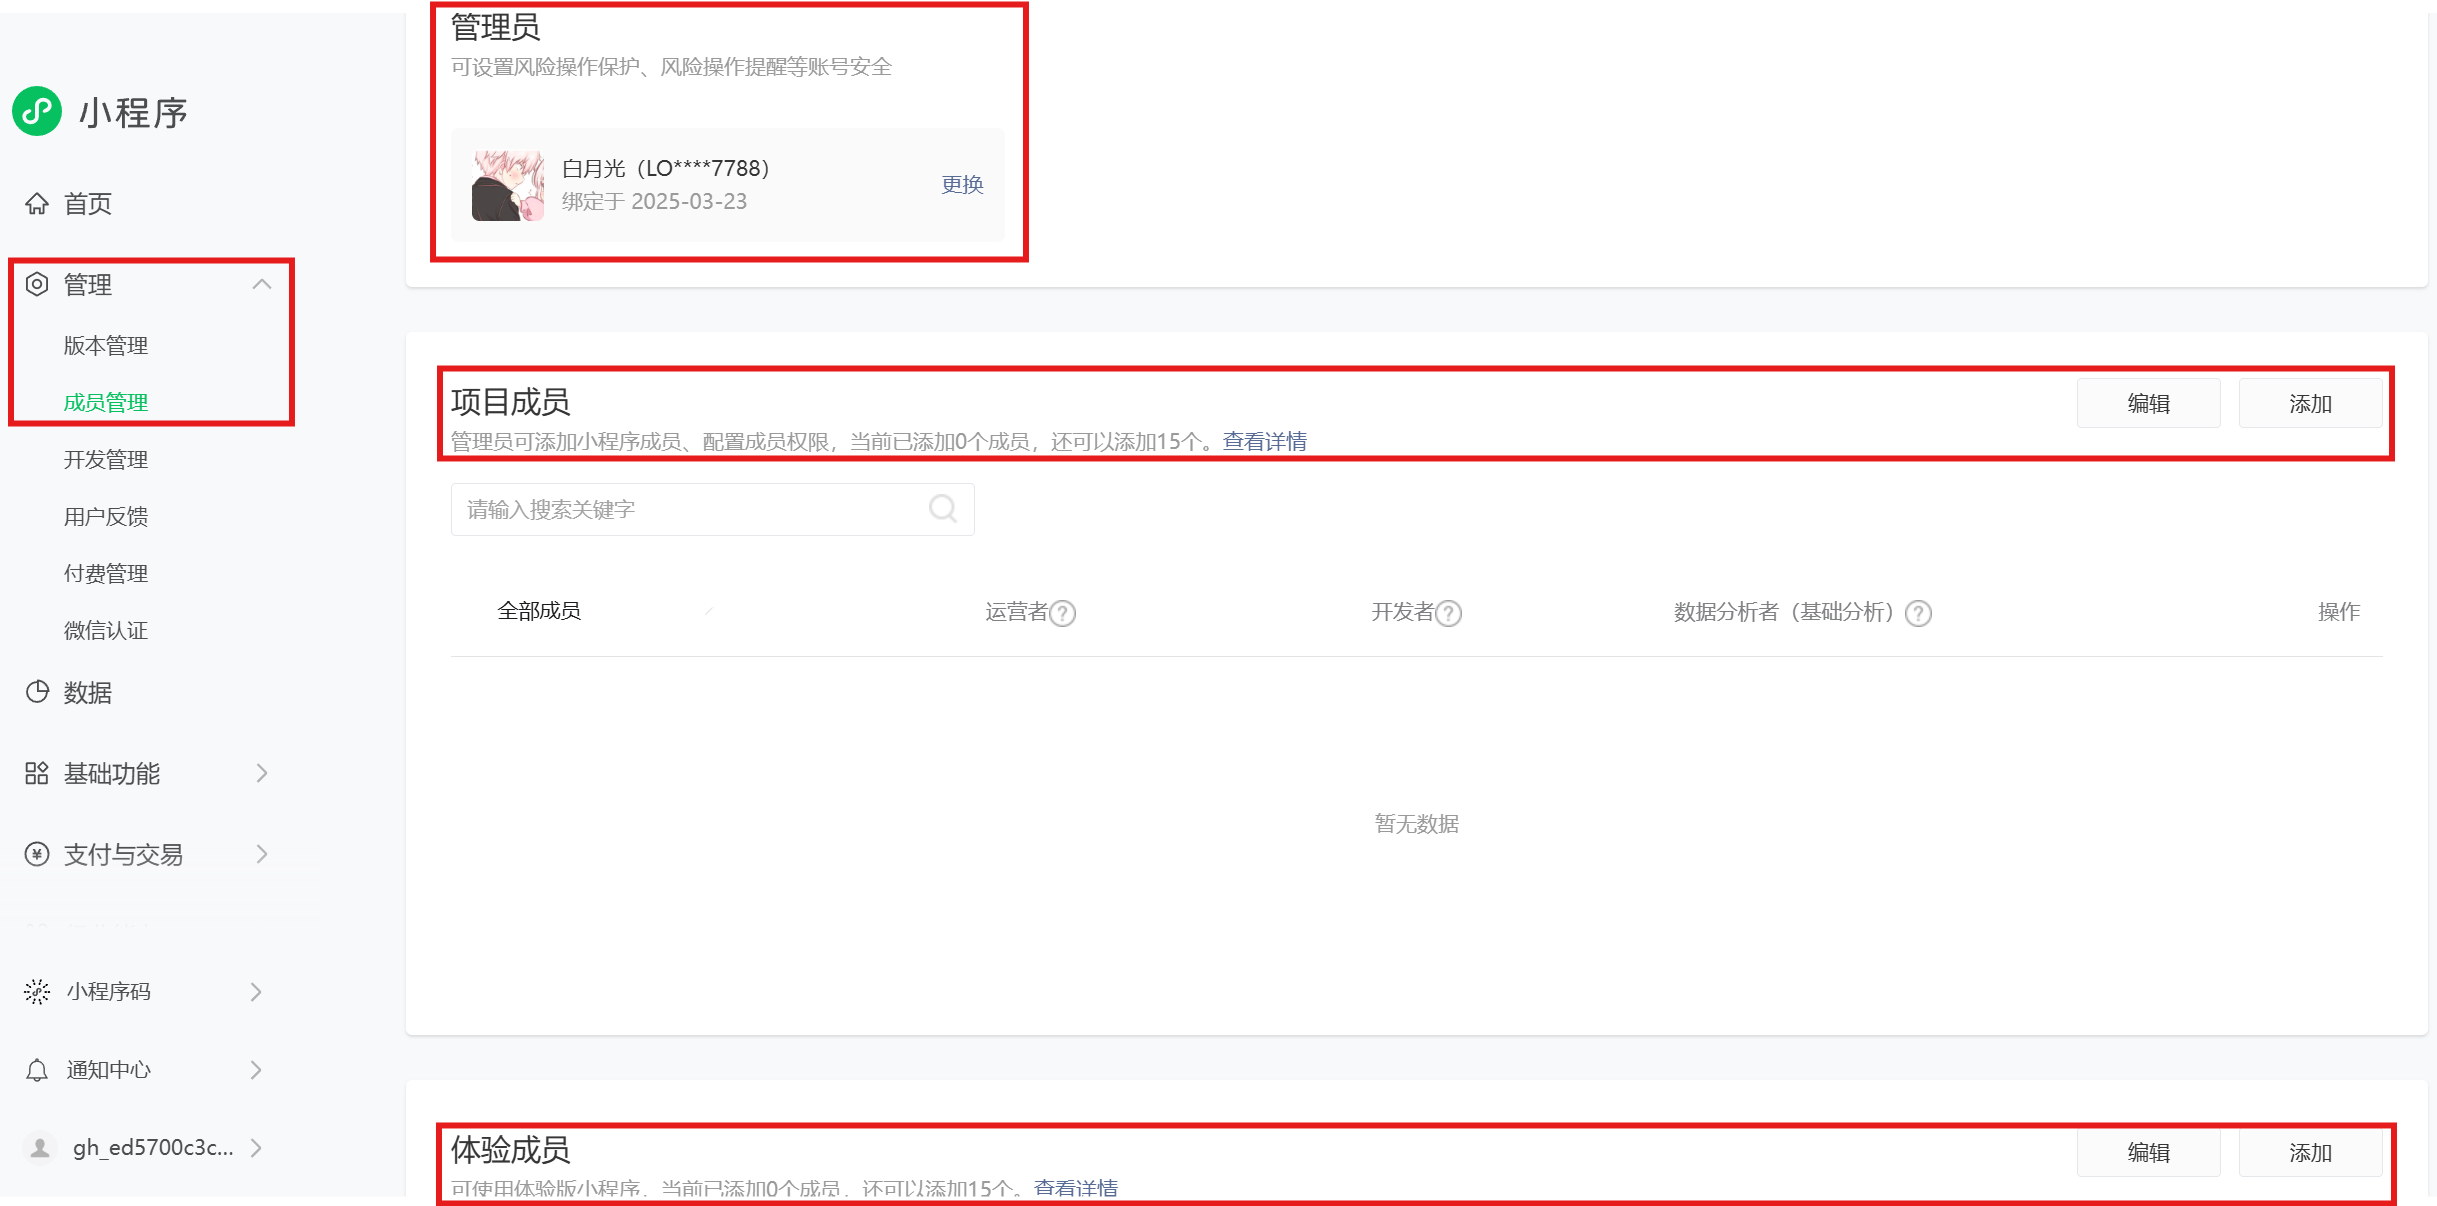 小程序
首页
管理
版本管理
成员管理
开发管理
用户反馈
付费管理
微信认证
数据
基础功能
支付与交易
小程序码
通知中心
gh_ed5700c3c...
管理员
可设置风险操作保护、风险操作提醒等账号安全
白月光（LO****7788）
绑定于 2025-03-23
更换
项目成员
编辑
添加
管理员可添加小程序成员、配置成员权限，当前已添加0个成员，还可以添加15个。查看详情
请输入搜索关键字
全部成员
运营者
开发者
数据分析者（基础分析）
操作
暂无数据
体验成员
编辑
添加
可使用体验版小程序，当前已添加0个成员，还可以添加15个。查看详情